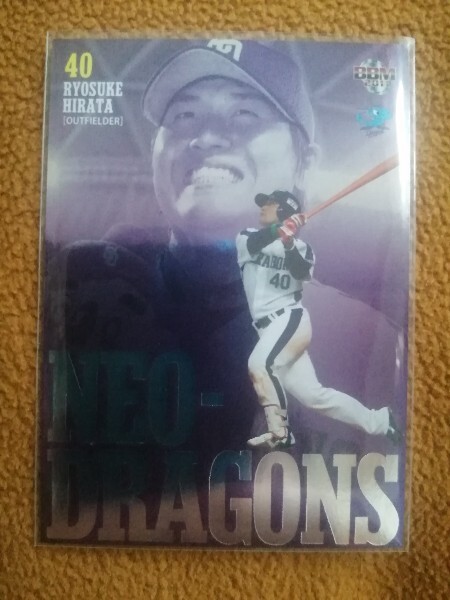 40
RYOSUKE
HIRATA
[OUTFIELDER]
BBM
40
NEO-
DRAGONS